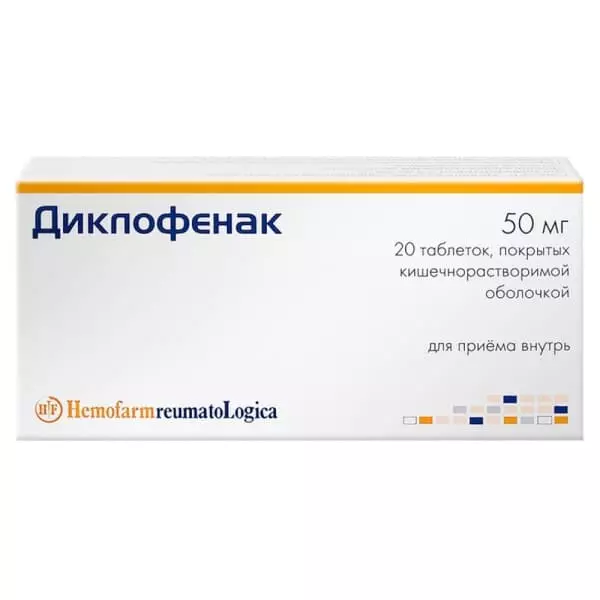 Диклофенак
50 мг
20 таблеток, покрытых
кишечнорастворимой
оболочкой
для приёма внутрь
HF HemofarmreumatoLogica